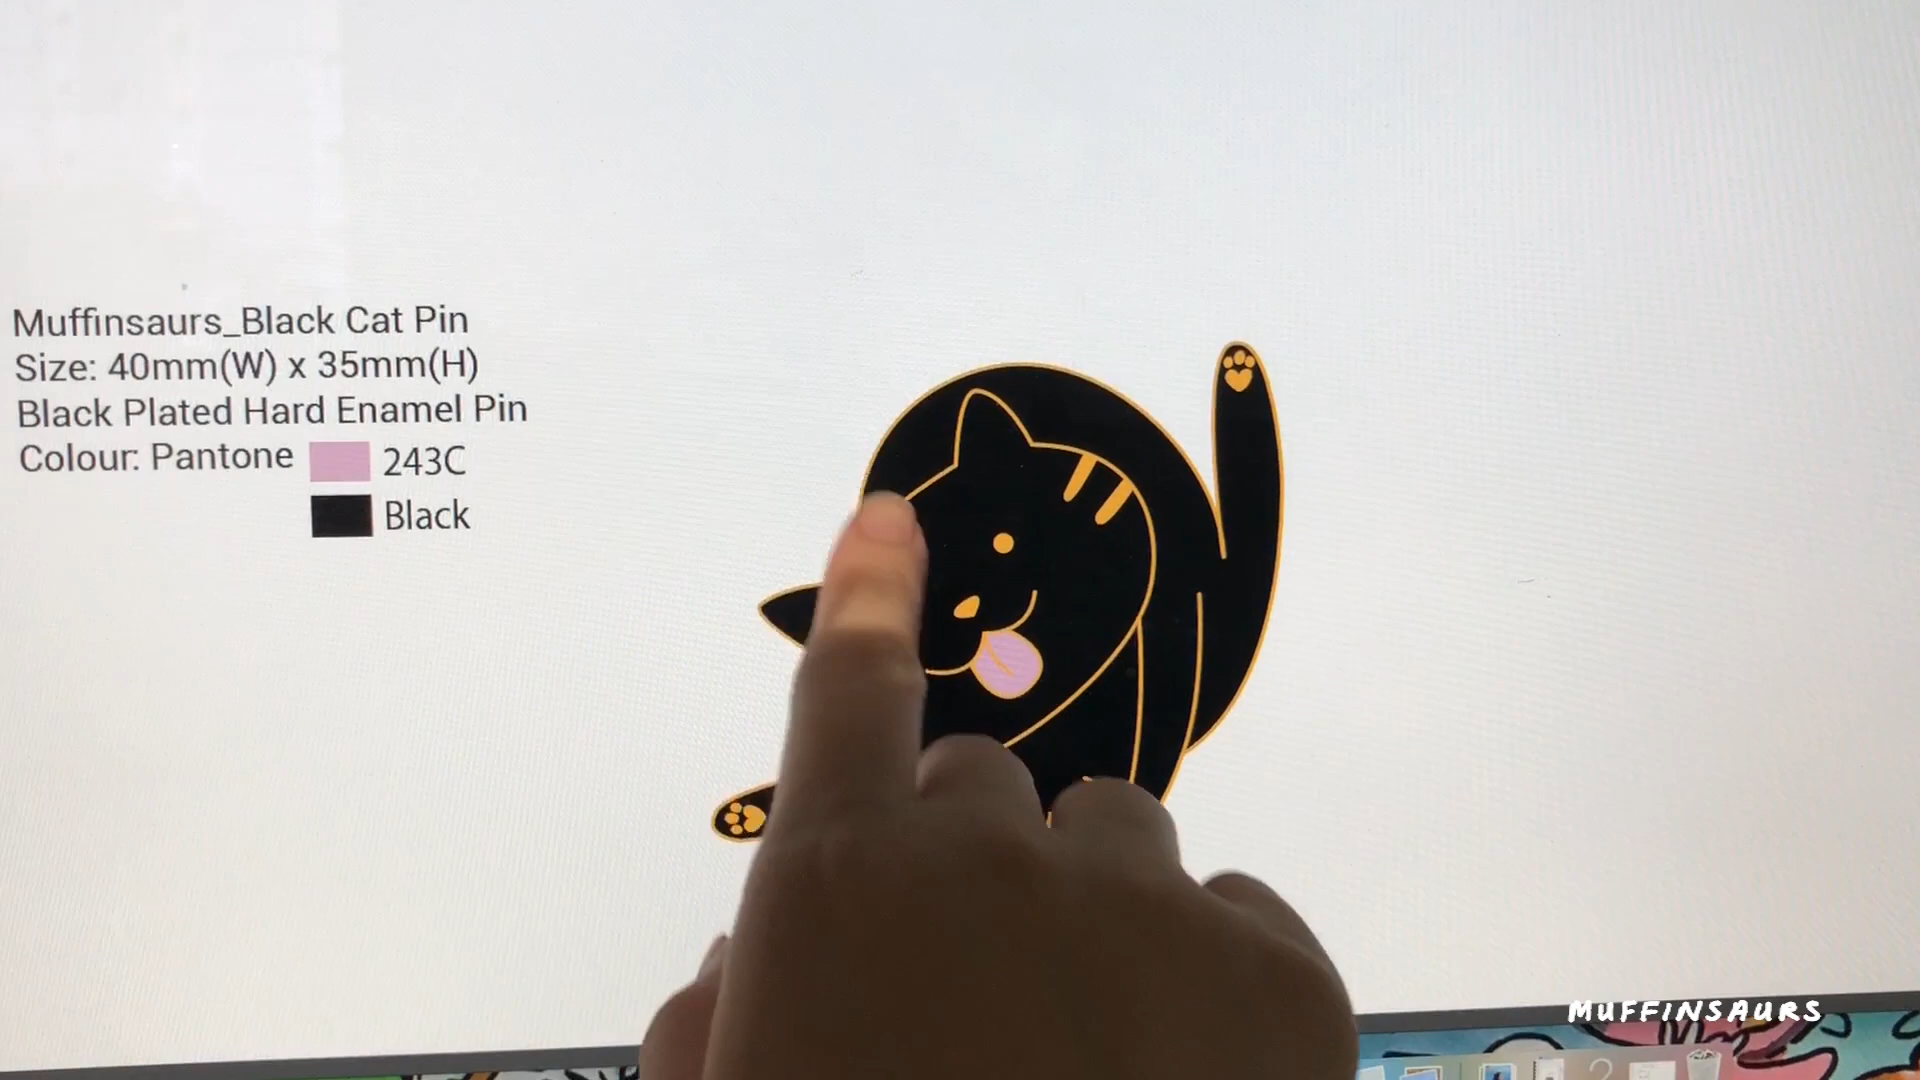 Muffinsaurs_Black Cat Pin
Size: 40mm(W) x 35mm(H)
Black Plated Hard Enamel Pin
Colour: Pantone 243C
Black
MUFFINSAURS